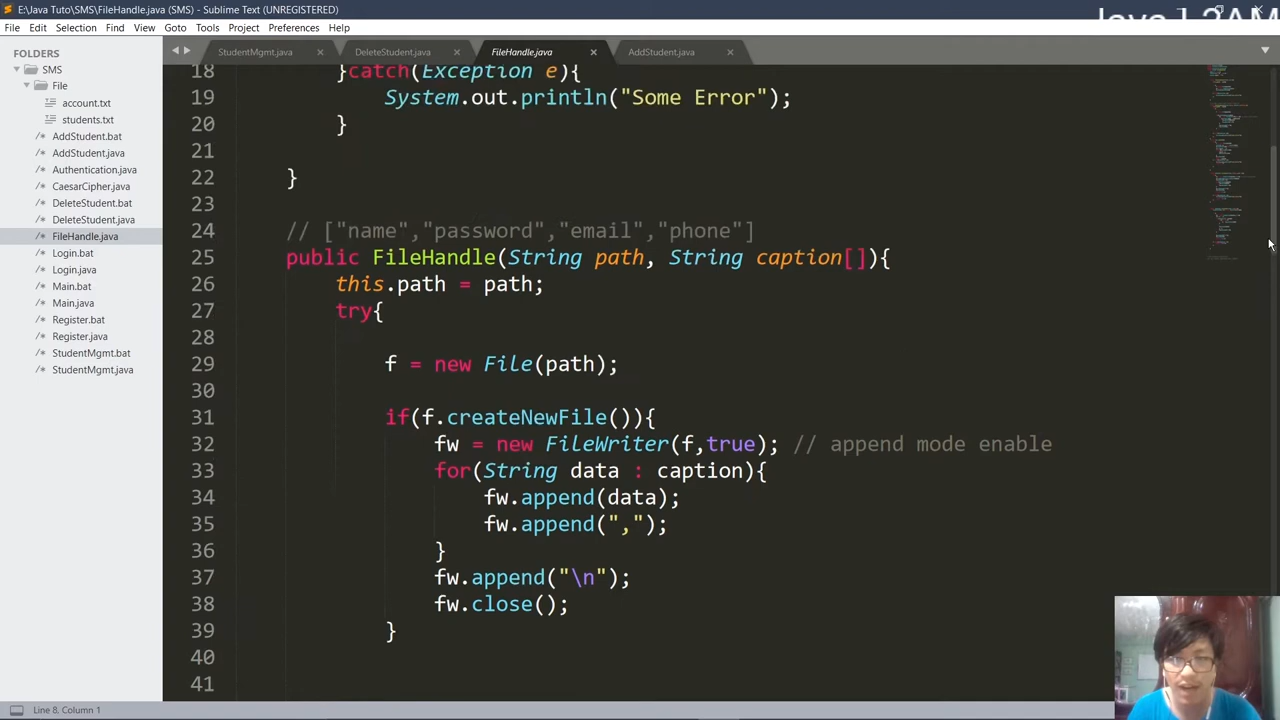 E:\Java Tuto\SMS\FileHandle.java (SMS) - Sublime Text (UNREGISTERED)
File Edit Selection Find View Goto Tools Project Preferences Help
FOLDERS
SMS
File
account.txt
students.txt
AddStudent.bat
AddStudent.java
Authentication.java
CaesarCipher.java
DeleteStudent.bat
DeleteStudent.java
FileHandle.java
Login.bat
Login.java
Main.bat
Main.java
Register.bat
Register.java
StudentMgmt.bat
StudentMgmt.java
StudentMgmt.java × DeleteStudent.java × FileHandle.java × AddStudent.java ×
18 }catch(Exception e){
19 System.out.println("Some Error");
20 }
21
22 }
23
24 // ["name","password","email","phone"]
25 public FileHandle(String path, String caption[]){
26 this.path = path;
27 try{
28
29 f = new File(path);
30
31 if(f.createNewFile()){
32 fw = new FileWriter(f,true); // append mode enable
33 for(String data : caption){
34 fw.append(data);
35 fw.append(",");
36 }
37 fw.append("\n");
38 fw.close();
39 }
40
41
Line 8, Column 1